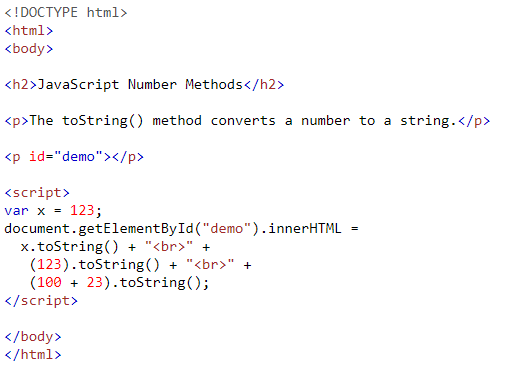 <!DOCTYPE html>
<html>
<body>

<h2>JavaScript Number Methods</h2>

<p>The toString() method converts a number to a string.</p>

<p id="demo"></p>

<script>
var x = 123;
document.getElementById("demo").innerHTML =
  x.toString() + "<br>" +
   (123).toString() + "<br>" +
   (100 + 23).toString();
</script>

</body>
</html>